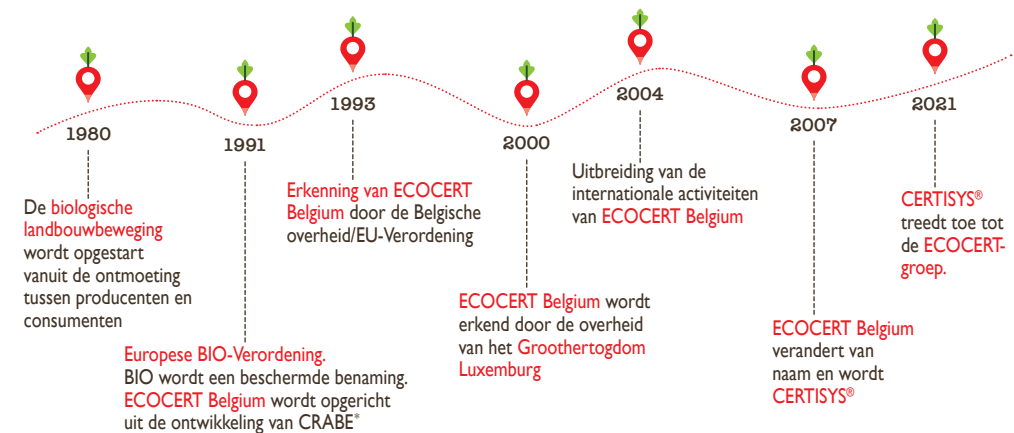 1980
De biologische
landbouwbeweging
wordt opgestart
vanuit de ontmoeting
tussen producenten en
consumenten
1991
Europese BIO-Verordening.
BIO wordt een beschermde benaming.
ECOCERT Belgium wordt opgericht
uit de ontwikkeling van CRABE*
1993
Erkenning van ECOCERT
Belgium door de Belgische
overheid/EU-Verordening
2000
ECOCERT Belgium wordt
erkend door de overheid
van het Groothertogdom
Luxemburg
2004
Uitbreiding van de
internationale activiteiten
van ECOCERT Belgium
2007
ECOCERT Belgium
verandert van
naam en wordt
CERTISYS®
2021
CERTISYS®
treedt toe tot
de ECOCERT-
groep.